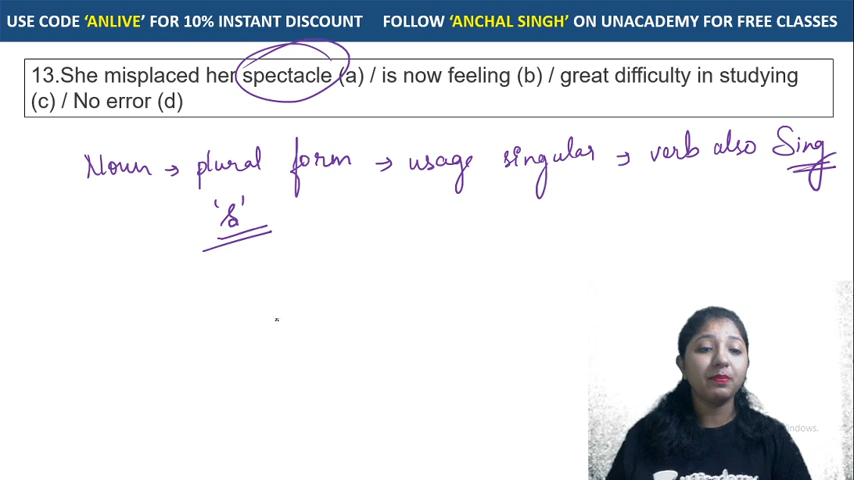 USE CODE ‘ANLIVE’ FOR 10% INSTANT DISCOUNT FOLLOW ‘ANCHAL SINGH’ ON UNACADEMY FOR FREE CLASSES
13.She misplaced her spectacle (a) / is now feeling (b) / great difficulty in studying
(c) / No error (d)
Noun → plural form → usage singular → verb also Sing
‘s’
ndows.